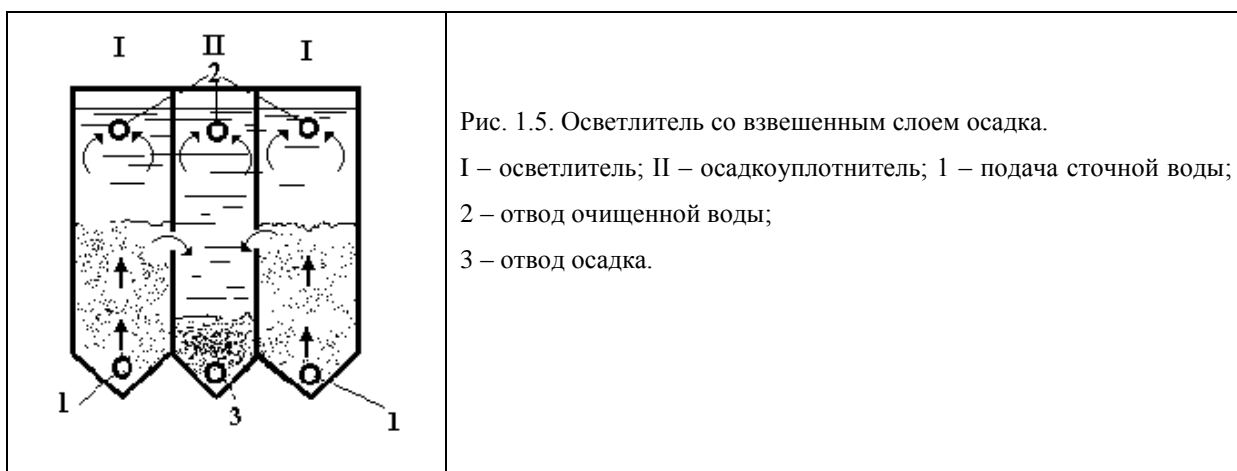 I II I
2
1 3 1
Рис. 1.5. Осветлитель со взвешенным слоем осадка.
I – осветлитель; II – осадкоуплотнитель; 1 – подача сточной воды;
2 – отвод очищенной воды;
3 – отвод осадка.